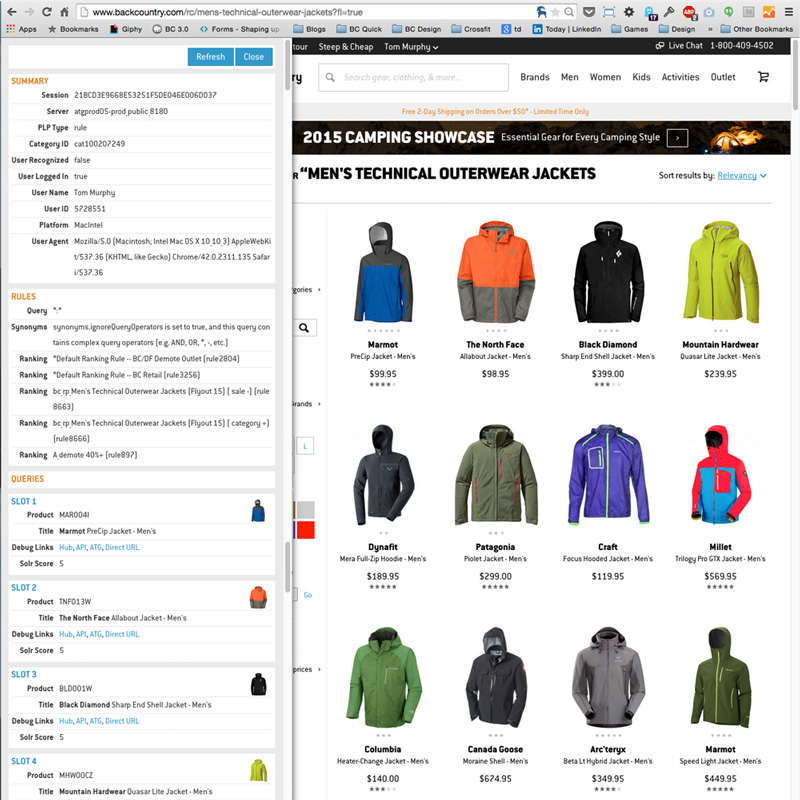 www.backcountry.com/rc/mens-technical-outerwear-jackets?fl=true
Apps
Bookmarks
Giphy
BC 3.0
Forms - Shaping up
Blogs
BC Quick
BC Design
Crossfit
td
Today | LinkedIn
Games
Design
»
Other Bookmarks
Refresh
Close
SUMMARY
Server atgprod05-prod_public_8180
PLP Type rule
Category ID cat100207249
User Recognized false
User Logged In true
User Name Tom Murphy
User ID 5728551
Platform MacIntel
User Agent Mozilla/5.0 (Macintosh; Intel Mac OS X 10_10_3) AppleWebKi
t/537.36 (KHTML, like Gecko) Chrome/42.0.2311.135 Safar
i/537.36
RULES
Query *:*
Synonyms synonyms.ignoreQueryOperators is set to true, and this query con
tains complex query operators (e.g. AND, OR, *, -, etc.)
Ranking *Default Ranking Rule -- BC/DF Demote Outlet (rule2804)
Ranking *Default Ranking Rule -- BC Retail (rule3256)
Ranking bc_rp_Men's Technical Outerwear Jackets (Flyout 15) ( sale -) (rule
8663)
Ranking bc_rp_Men's Technical Outerwear Jackets (Flyout 15) ( category +)
(rule8666)
Ranking A_demote 40%+ (rule897)
QUERIES
SLOT 1
Product MAR004I
Title Marmot PreCip Jacket - Men's
Debug Links Hub, API, ATG, Direct URL
Solr Score 5
SLOT 2
Product TNF013W
Title The North Face Allabout Jacket - Men's
Debug Links Hub, API, ATG, Direct URL
Solr Score 5
SLOT 3
Product BLD001W
Title Black Diamond Sharp End Shell Jacket - Men's
Debug Links Hub, API, ATG, Direct URL
Solr Score 5
SLOT 4
Product MHW00CZ
Title Mountain Hardwear Quasar Lite Jacket - Men's
tour
Steep & Cheap
Tom Murphy
Live Chat
1-800-409-4502
ry
Search gear, clothing, & more...
Brands
Men
Women
Kids
Activities
Outlet
Free 2-Day Shipping on Orders Over $50* - Limited Time Only
2015 CAMPING SHOWCASE Essential Gear for Every Camping Style
R "MEN'S TECHNICAL OUTERWEAR JACKETS
Sort results by: Relevancy
gories
rands
L
Go
prices
Marmot
PreCip Jacket - Men's
$99.95
The North Face
Allabout Jacket - Men's
$98.95
Black Diamond
Sharp End Shell Jacket - Men's
$399.00
Mountain Hardwear
Quasar Lite Jacket - Men's
$239.95
Dynafit
Mera Full-Zip Hoodie - Men's
$189.95
Patagonia
Piolet Jacket - Men's
$299.00
Craft
Focus Hooded Jacket - Men's
$119.95
Millet
Trilogy Pro GTX Jacket - Men's
$569.95
Columbia
Heater-Change Jacket - Men's
$140.00
Canada Goose
Moraine Shell - Men's
$674.95
Arc'teryx
Beta Lt Hybrid Jacket - Men's
$349.95
Marmot
Speed Light Jacket - Men's
$449.95